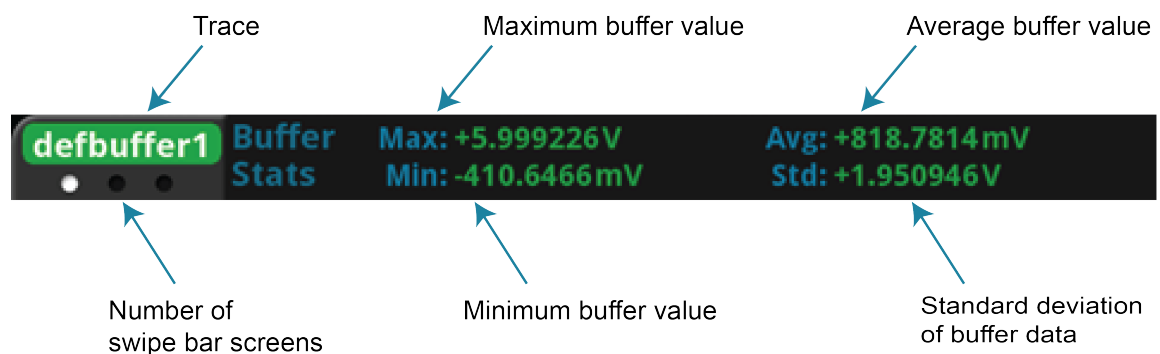 Trace
Maximum buffer value
Average buffer value
defbuffer1
Buffer
Stats
Max: +5.999226 V
Min: -410.6466 mV
Avg: +818.7814 mV
Std: +1.950946 V
Number of
swipe bar screens
Minimum buffer value
Standard deviation
of buffer data